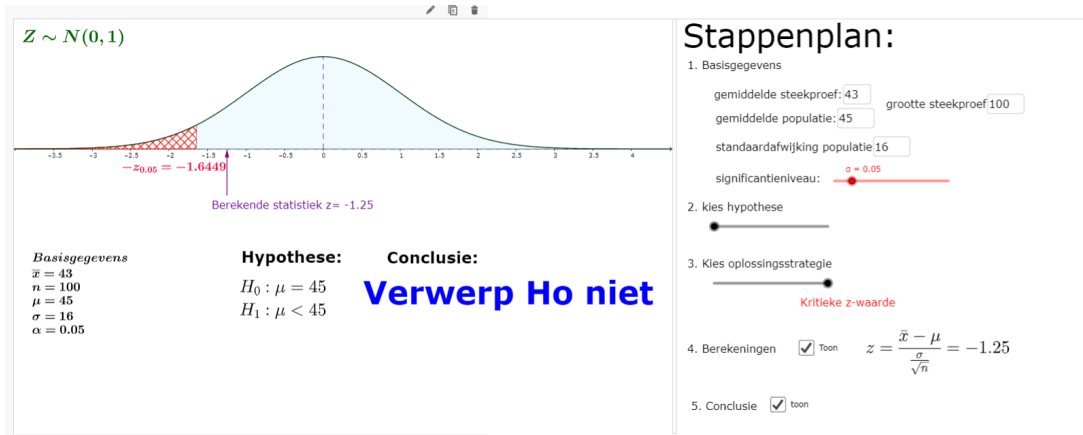 Z ∼ N(0, 1)
-3.5 -3 -2.5 -2 -1.5 -1 -0.5 0 0.5 1 1.5 2 2.5 3 3.5 4
−z0.05 = −1.6449
Berekende statistiek z= -1.25
Basisgegevens
x̅ = 43
n = 100
μ = 45
σ = 16
α = 0.05
Hypothese:
H0 : μ = 45
H1 : μ < 45
Conclusie:
Verwerp Ho niet
Stappenplan:
1. Basisgegevens
gemiddelde steekproef: 43
grootte steekproef 100
gemiddelde populatie: 45
standaardafwijking populatie 16
significantieniveau:
α = 0.05
2. kies hypothese
3. Kies oplossingsstrategie
Kritieke z-waarde
4. Berekeningen Toon z = (x̅ − μ) / (σ/√n) = −1.25
5. Conclusie toon